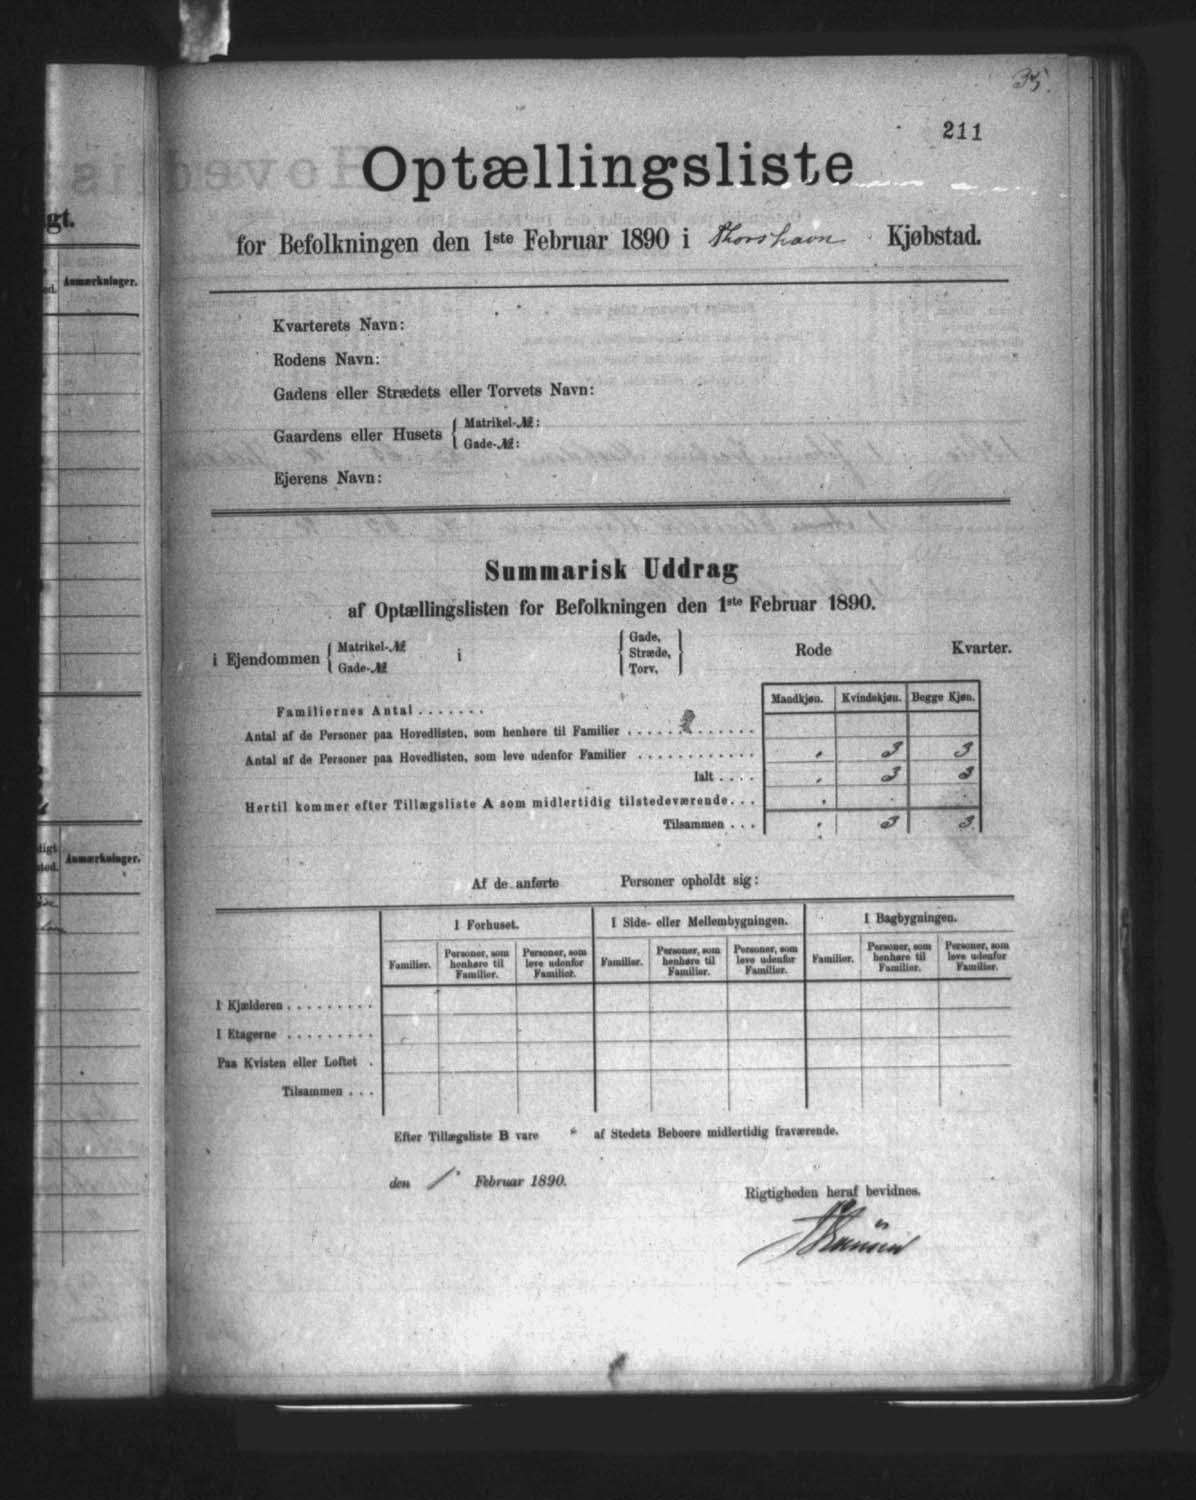 35.
211
Optællingsliste
for Befolkningen den 1ste Februar 1890 i Thorshavn Kjøbstad.
Kvarterets Navn:
Rodens Navn:
Gadens eller Strædets eller Torvets Navn:
Gaardens eller Husets { Matrikel-№:
Gade-№:
Ejerens Navn:
Summarisk Uddrag
af Optællingslisten for Befolkningen den 1ste Februar 1890.
i Ejendommen { Matrikel-№ Gade-№ i { Gade, Stræde, Torv, } Rode Kvarter.
Mandkjøn. Kvindekjøn. Begge Kjøn.
Familiernes Antal .......
Antal af de Personer paa Hovedlisten, som henhøre til Familier ............
Antal af de Personer paa Hovedlisten, som leve udenfor Familier ............ . 3 3
Ialt .... . 3 3
Hertil kommer efter Tillægsliste A som midlertidig tilstedeværende... .
Tilsammen ... . 3 3.
Af de anførte Personer opholdt sig:
I Forhuset. I Side- eller Mellembygningen. I Bagbygningen.
Familier. Personer, som henhøre til Familier. Personer, som leve udenfor Familier. Familier. Personer, som henhøre til Familier. Personer, som leve udenfor Familier. Familier. Personer, som henhøre til Familier. Personer, som leve udenfor Familier.
I Kjælderen .........
I Etagerne .........
Paa Kvisten eller Loftet .
Tilsammen ...
Efter Tillægsliste B vare " af Stedets Beboere midlertidig fraværende.
den 1. Februar 1890.
Rigtigheden heraf bevidnes.
gt.
Anmærkninger.
ed.
digt
sted.
Anmærkninger.